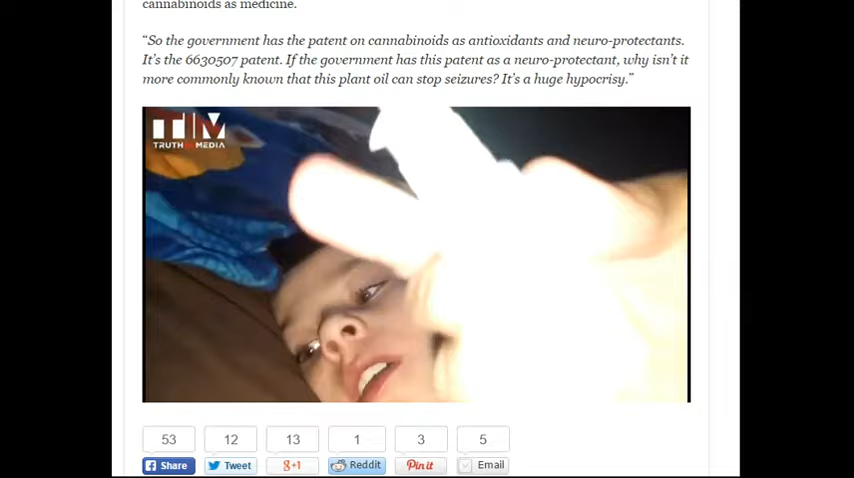 cannabinoids as medicine.
“So the government has the patent on cannabinoids as antioxidants and neuro-protectants.
It’s the 6630507 patent. If the government has this patent as a neuro-protectant, why isn’t it
more commonly known that this plant oil can stop seizures? It’s a huge hypocrisy.”
TIM
TRUTH IN MEDIA
53 12 13 1 3 5
Share Tweet g+1 Reddit Pin it Email